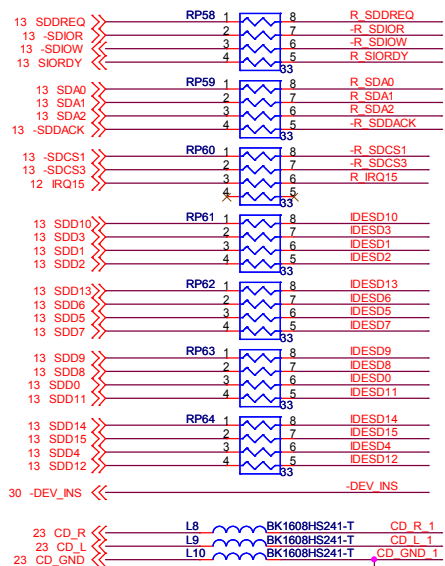 13 SDDREQ RP58 1 8 R_SDDREQ
13 -SDIOR 2 7 -R_SDIOR
13 -SDIOW 3 6 -R_SDIOW
13 SIORDY 4 5 R_SIORDY
33
13 SDA0 RP59 1 8 R_SDA0
13 SDA1 2 7 R_SDA1
13 SDA2 3 6 R_SDA2
13 -SDDACK 4 5 -R_SDDACK
33
13 -SDCS1 RP60 1 8 -R_SDCS1
13 -SDCS3 2 7 -R_SDCS3
12 IRQ15 3 6 R_IRQ15
4 5
33
13 SDD10 RP61 1 8 IDESD10
13 SDD3 2 7 IDESD3
13 SDD1 3 6 IDESD1
13 SDD2 4 5 IDESD2
33
13 SDD13 RP62 1 8 IDESD13
13 SDD6 2 7 IDESD6
13 SDD5 3 6 IDESD5
13 SDD7 4 5 IDESD7
33
13 SDD9 RP63 1 8 IDESD9
13 SDD8 2 7 IDESD8
13 SDD0 3 6 IDESD0
13 SDD11 4 5 IDESD11
33
13 SDD14 RP64 1 8 IDESD14
13 SDD15 2 7 IDESD15
13 SDD4 3 6 IDESD4
13 SDD12 4 5 IDESD12
33
30 -DEV_INS -DEV_INS
23 CD_R L8 BK1608HS241-T CD_R_1
23 CD_L L9 BK1608HS241-T CD_L_1
23 CD_GND L10 BK1608HS241-T CD_GND_1